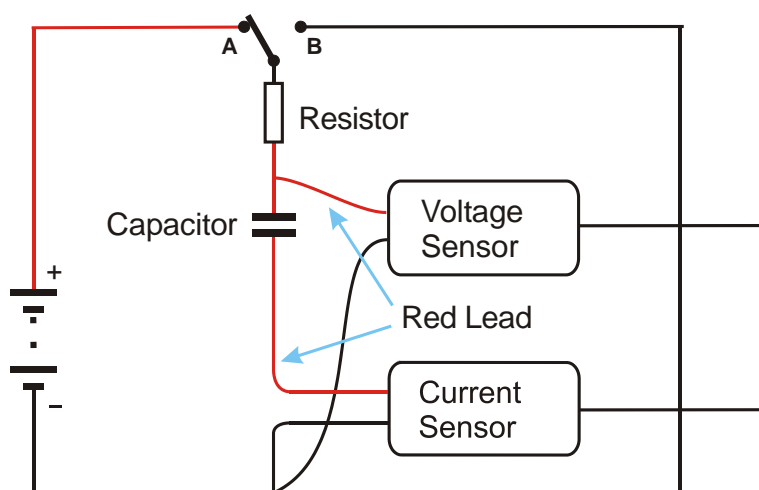 A
B
Resistor
Capacitor
Voltage
Sensor
+
Red Lead
–
Current
Sensor